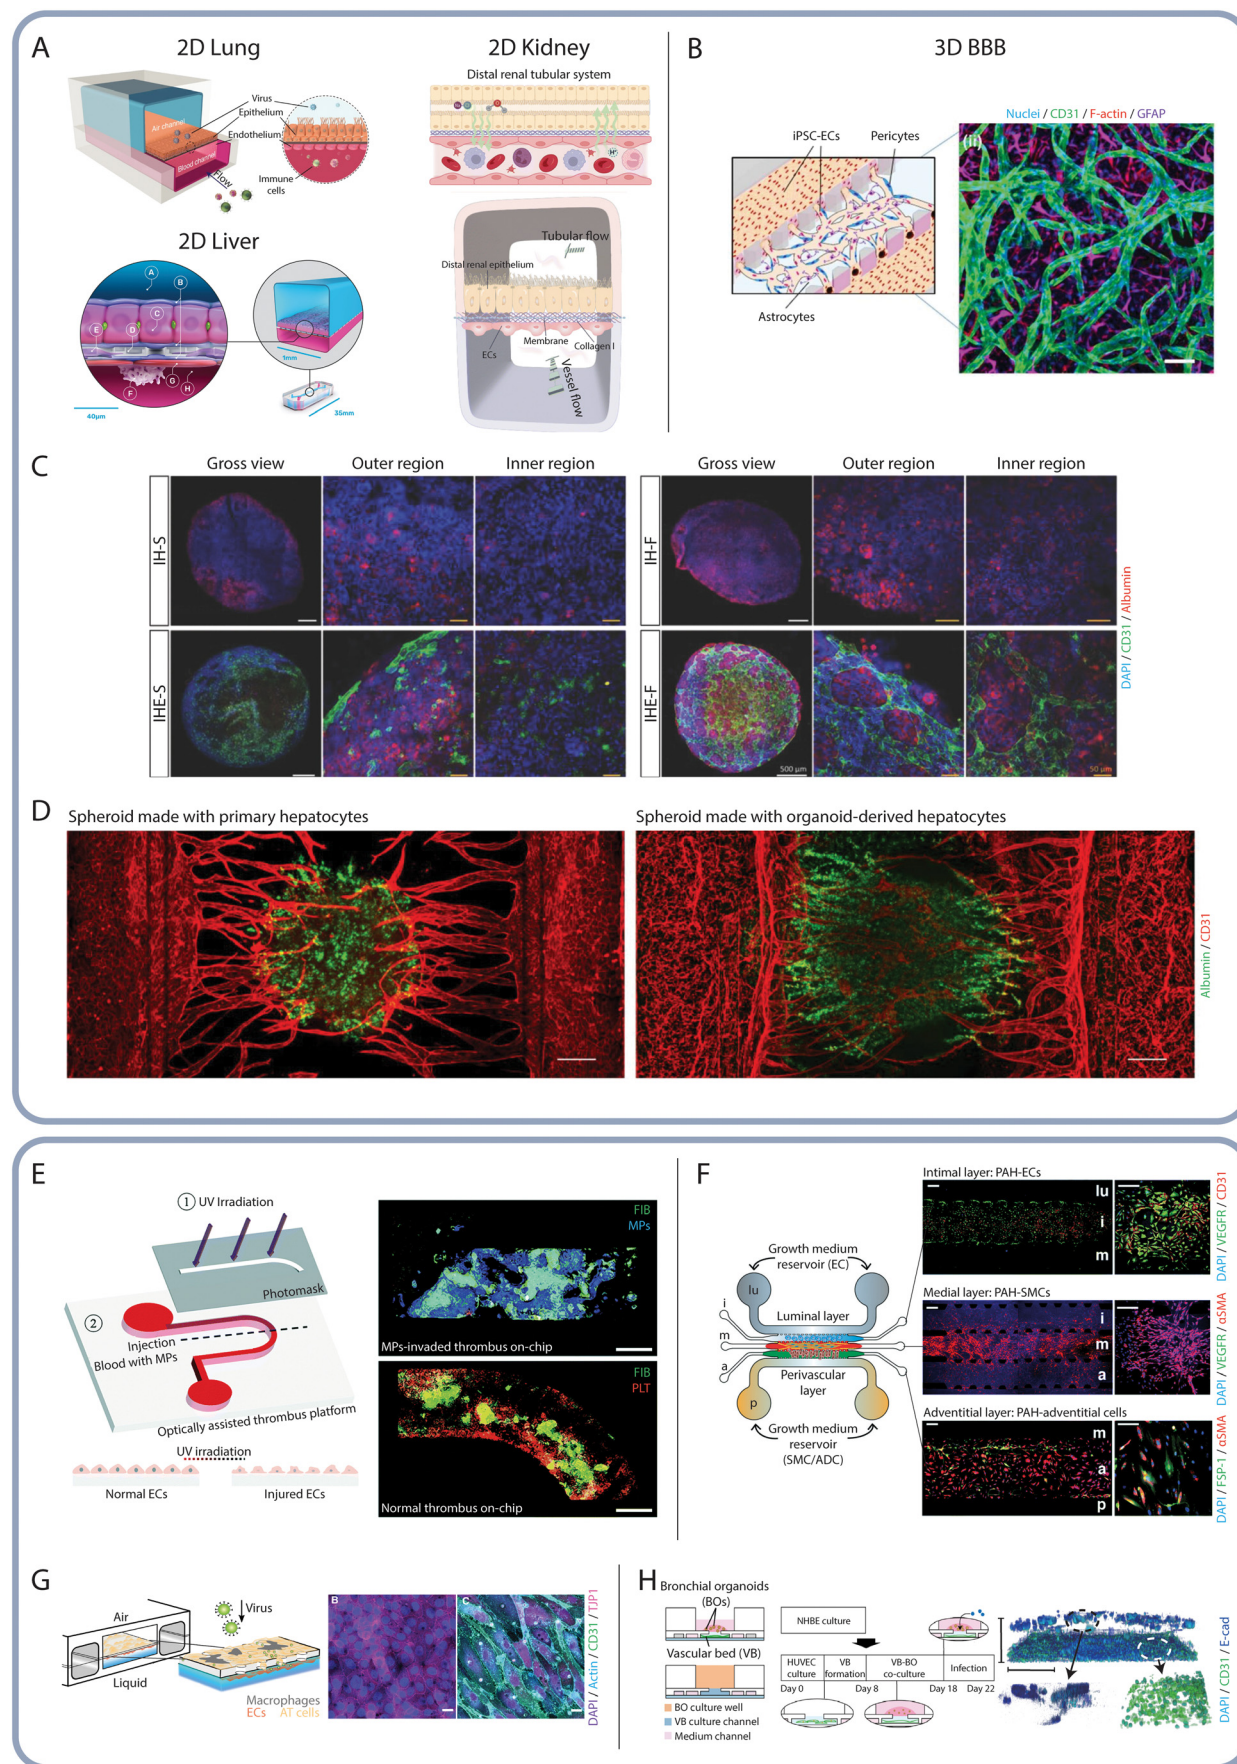 A
2D Lung
Virus
Epithelium
Air channel
Endothelium
Blood channel
Immune
cells
Flow
2D Kidney
Distal renal tubular system
H⁺
Tubular flow
Distal renal epithelium
Membrane
Collagen I
ECs
Vessel flow
2D Liver
A
B
C
E
D
G
F
H
1mm
40µm
35mm
B
3D BBB
Nuclei / CD31 / F-actin / GFAP
iPSC-ECs
Pericytes
(ii)
Astrocytes
C
Gross view
Outer region
Inner region
Gross view
Outer region
Inner region
IH-S
IH-F
IHE-S
IHE-F
500 µm
50 µm
DAPI / CD31 / Albumin
D
Spheroid made with primary hepatocytes
Spheroid made with organoid-derived hepatocytes
Albumin / CD31
E
1 UV Irradiation
Photomask
2
Injection
Blood with MPs
Optically assisted thrombus platform
UV irradiation
Normal ECs
Injured ECs
FIB
MPs
MPs-invaded thrombus on-chip
FIB
PLT
Normal thrombus on-chip
F
Growth medium
reservoir (EC)
lu
Luminal layer
i
m
a
Perivascular
layer
p
Growth medium
reservoir
(SMC/ADC)
Intimal layer: PAH-ECs
lu
i
m
DAPI / VEGFR / CD31
Medial layer: PAH-SMCs
i
m
a
DAPI / VEGFR / αSMA
Adventitial layer: PAH-adventitial cells
m
a
p
DAPI / FSP-1 / αSMA
G
Air
Virus
Liquid
Macrophages
ECs
AT cells
B
C
DAPI / Actin / CD31 / TJP1
H
Bronchial organoids
(BOs)
Vascular bed (VB)
BO culture well
VB culture channel
Medium channel
NHBE culture
HUVEC
culture
VB
formation
VB-BO
co-culture
Infection
Day 0
Day 8
Day 18
Day 22
DAPI / CD31 / E-cad